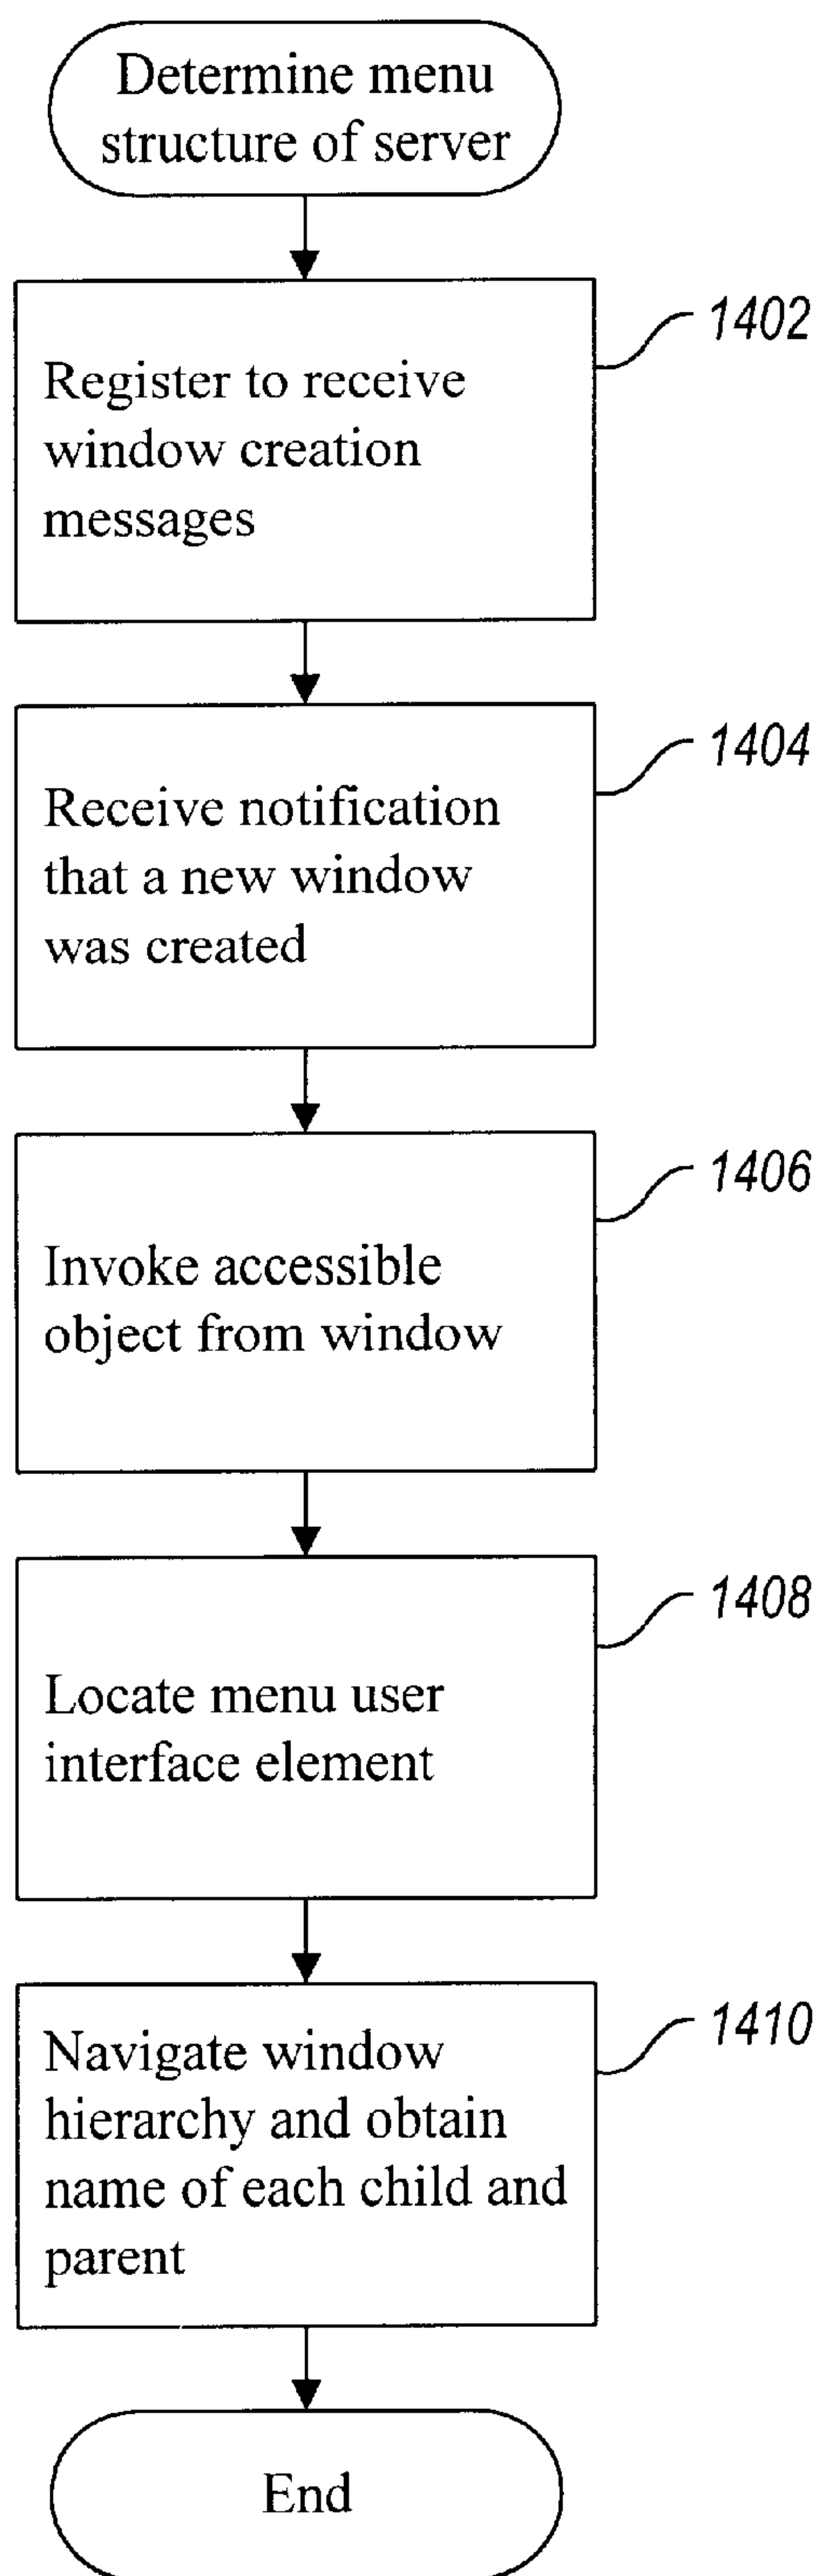 Determine menu
structure of server
1402
Register to receive
window creation
messages
1404
Receive notification
that a new window
was created
1406
Invoke accessible
object from window
1408
Locate menu user
interface element
1410
Navigate window
hierarchy and obtain
name of each child and
parent
End